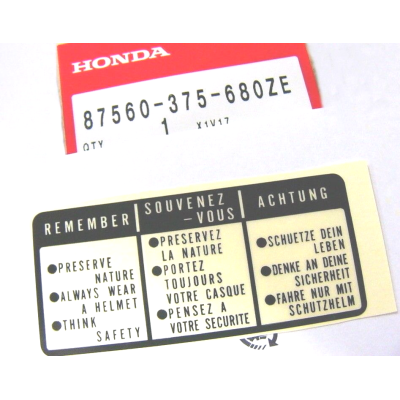 HONDA
87560-375-680ZE
1 X1V17
QTY
REMEMBER
● PRESERVE
NATURE
● ALWAYS WEAR
A HELMET
● THINK
SAFETY
SOUVENEZ
—VOUS
● PRESERVEZ
LA NATURE
● PORTEZ
TOUJOURS
VOTRE CASQUE
● PENSEZ A
VOTRE SECURITE
ACHTUNG
● SCHUETZE DEIN
LEBEN
● DENKE AN DEINE
SICHERHEIT
● FAHRE NUR MIT
SCHUTZHELM